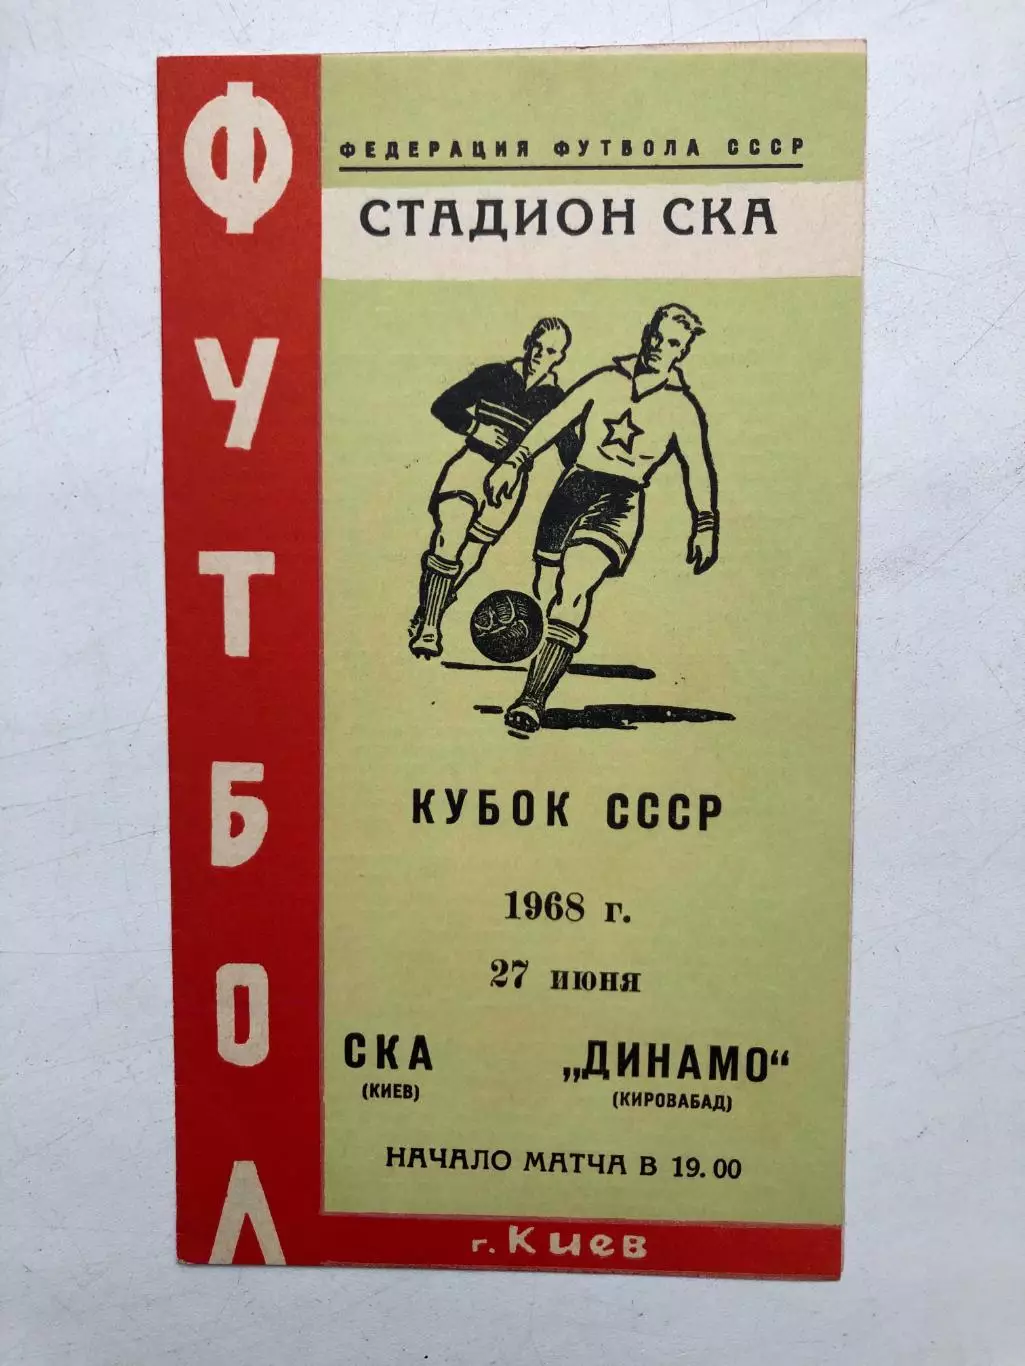 ФУТБОЛ
ФЕДЕРАЦИЯ ФУТБОЛА СССР
СТАДИОН СКА
КУБОК СССР
1968 г.
27 июня
СКА „ДИНАМО“
(КИЕВ) (КИРОВАБАД)
НАЧАЛО МАТЧА В 19.00
г. Киев